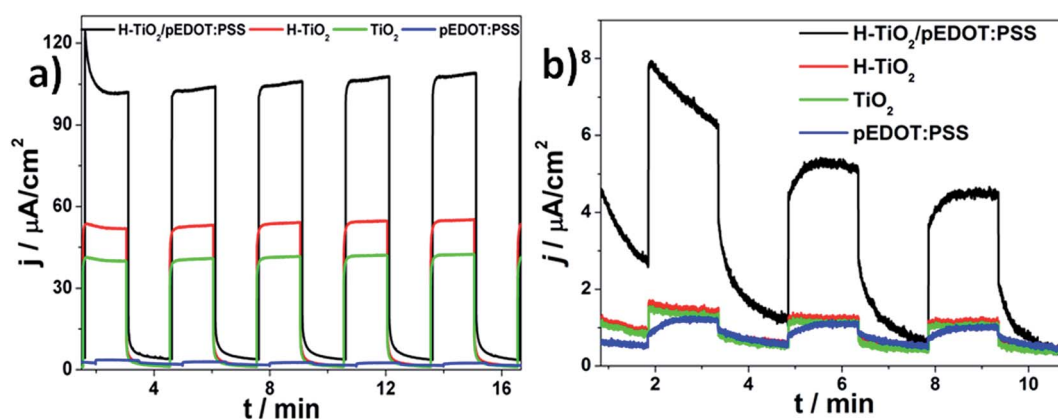 a)
H-TiO₂/pEDOT:PSS H-TiO₂ TiO₂ pEDOT:PSS
120
90
60
30
0
j / μA/cm²
4 8 12 16
t / min
b)
H-TiO₂/pEDOT:PSS
H-TiO₂
TiO₂
pEDOT:PSS
8
6
4
2
0
j / μA/cm²
2 4 6 8 10
t / min